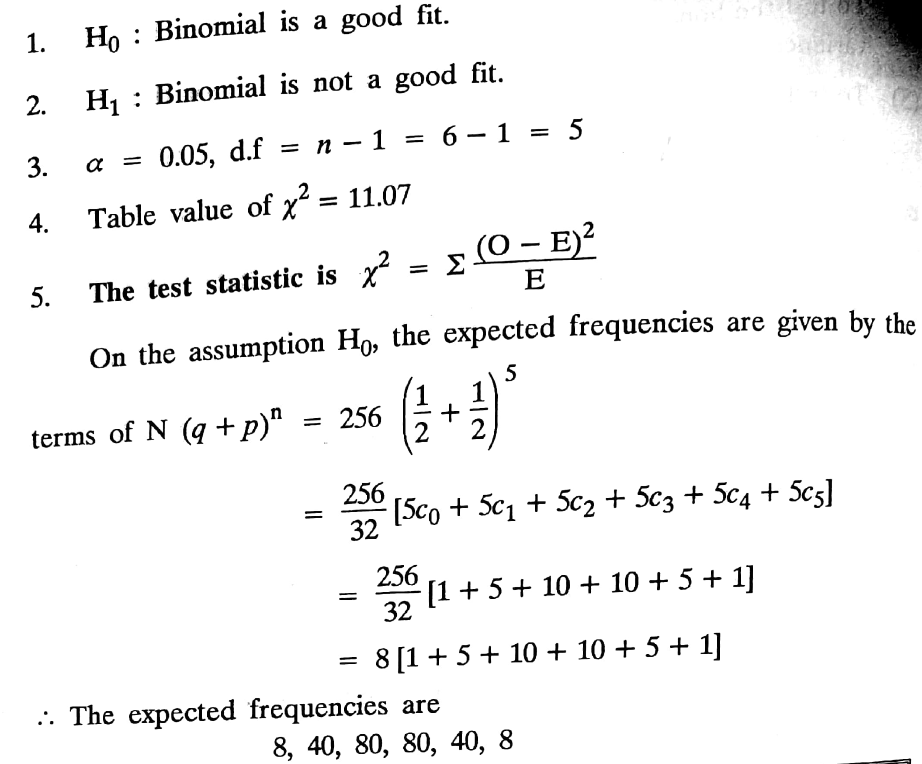 1. H₀ : Binomial is a good fit.
2. H₁ : Binomial is not a good fit.
3. α = 0.05, d.f = n − 1 = 6 − 1 = 5
4. Table value of χ² = 11.07
5. The test statistic is χ² = Σ (O − E)² / E
On the assumption H₀, the expected frequencies are given by the
terms of N (q + p)ⁿ = 256 (1/2 + 1/2)⁵
= 256/32 [5c₀ + 5c₁ + 5c₂ + 5c₃ + 5c₄ + 5c₅]
= 256/32 [1 + 5 + 10 + 10 + 5 + 1]
= 8 [1 + 5 + 10 + 10 + 5 + 1]
∴ The expected frequencies are
8, 40, 80, 80, 40, 8